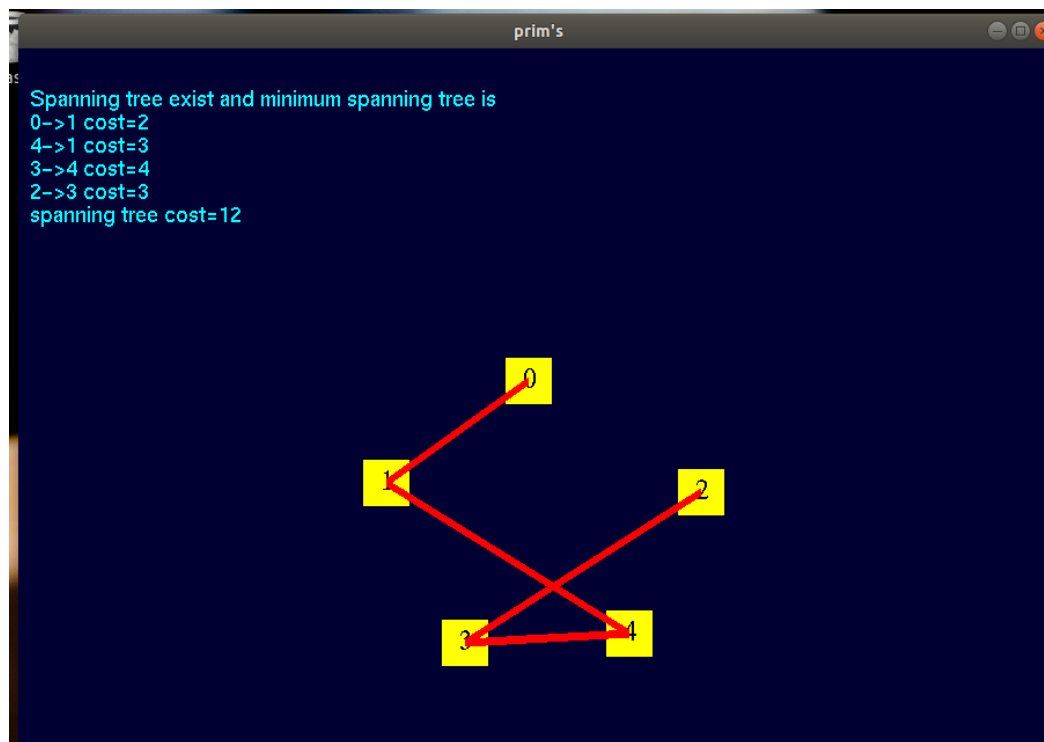 prim's
as
Spanning tree exist and minimum spanning tree is
0->1 cost=2
4->1 cost=3
3->4 cost=4
2->3 cost=3
spanning tree cost=12
0
1
2
3
4